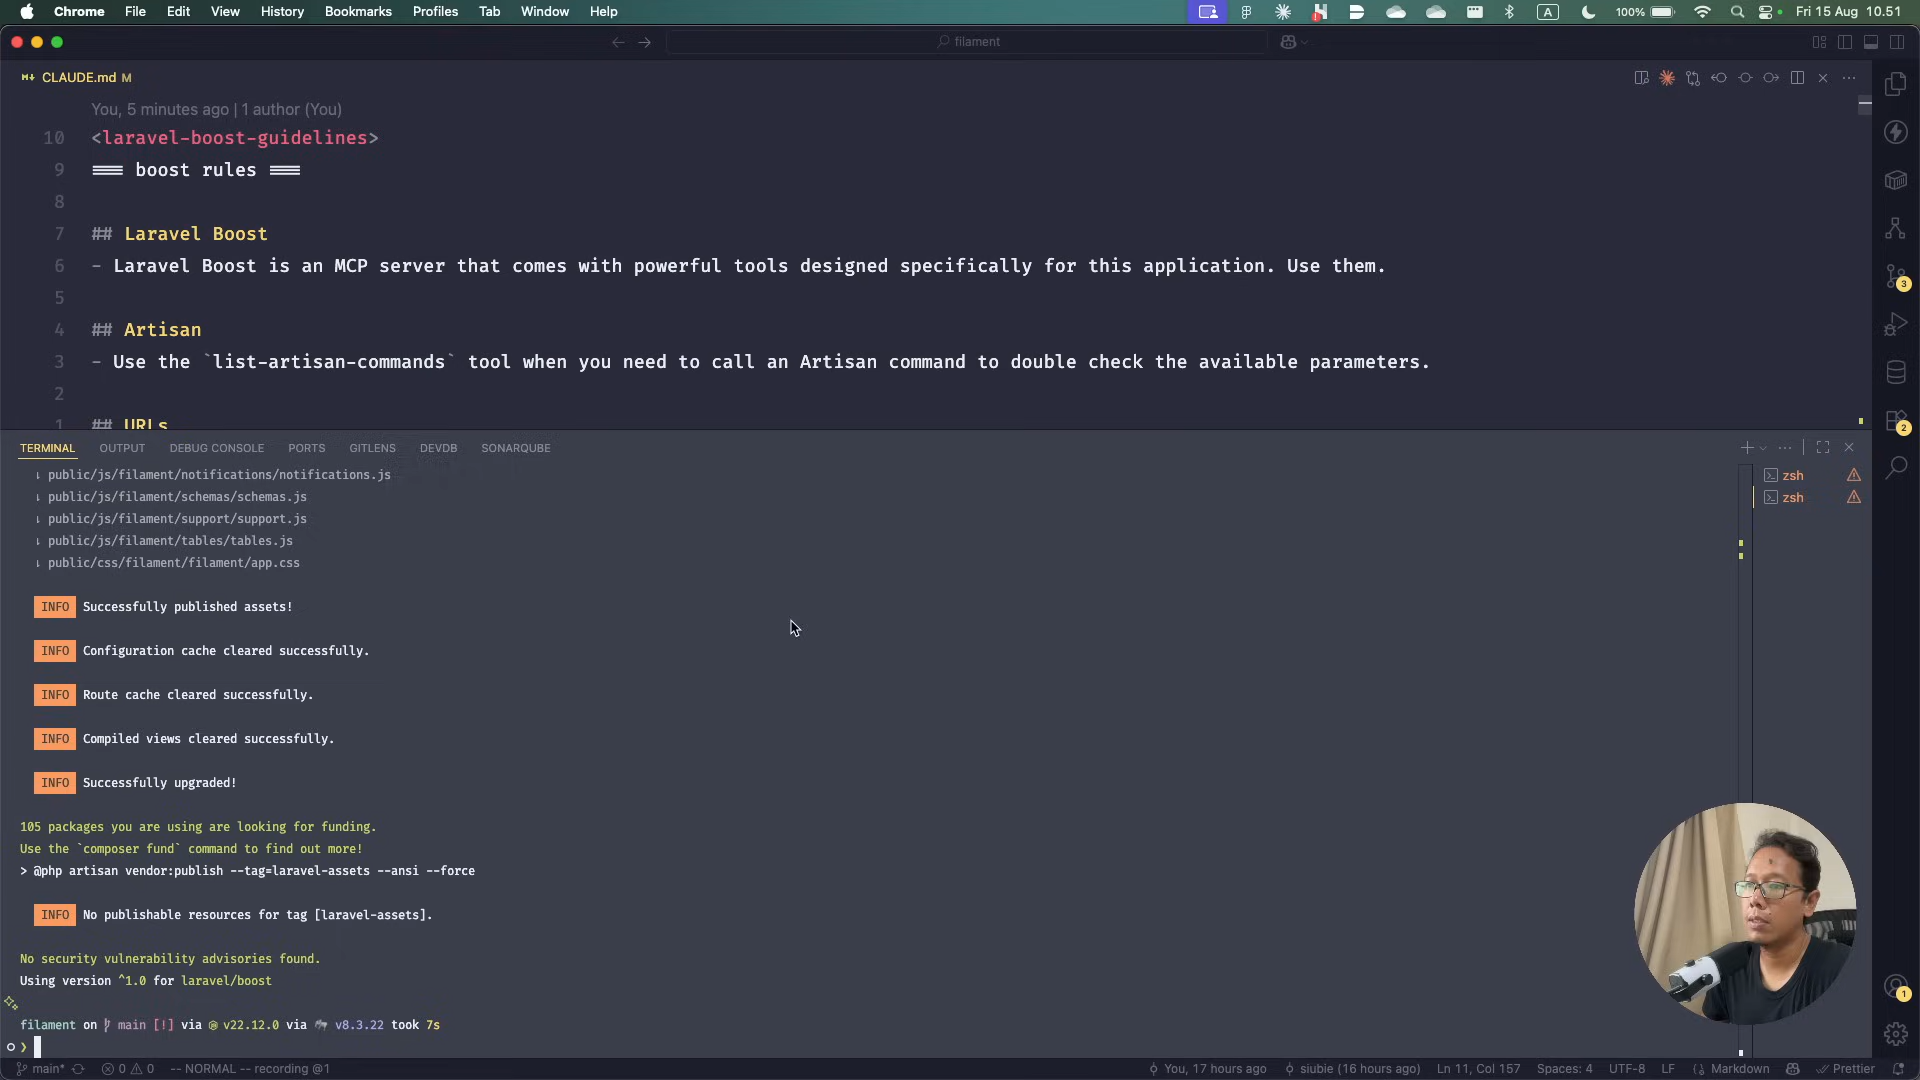 Chrome File Edit View History Bookmarks Profiles Tab Window Help
100% Fri 15 Aug 10.51
filament
CLAUDE.md M
You, 5 minutes ago | 1 author (You)
10 <laravel-boost-guidelines>
9 === boost rules ===
8
7 ## Laravel Boost
6 - Laravel Boost is an MCP server that comes with powerful tools designed specifically for this application. Use them.
5
4 ## Artisan
3 - Use the `list-artisan-commands` tool when you need to call an Artisan command to double check the available parameters.
2
1 ## URLs
TERMINAL OUTPUT DEBUG CONSOLE PORTS GITLENS DEVDB SONARQUBE
↓ public/js/filament/notifications/notifications.js
↓ public/js/filament/schemas/schemas.js
↓ public/js/filament/support/support.js
↓ public/js/filament/tables/tables.js
↓ public/css/filament/filament/app.css
INFO Successfully published assets!
INFO Configuration cache cleared successfully.
INFO Route cache cleared successfully.
INFO Compiled views cleared successfully.
INFO Successfully upgraded!
105 packages you are using are looking for funding.
Use the `composer fund` command to find out more!
> @php artisan vendor:publish --tag=laravel-assets --ansi --force
INFO No publishable resources for tag [laravel-assets].
No security vulnerability advisories found.
Using version ^1.0 for laravel/boost
filament on main [!] via v22.12.0 via v8.3.22 took 7s
❯
zsh
zsh
3
2
1
main* 0 0 -- NORMAL -- recording @1
You, 17 hours ago siubie (16 hours ago) Ln 11, Col 157 Spaces: 4 UTF-8 LF Markdown Prettier